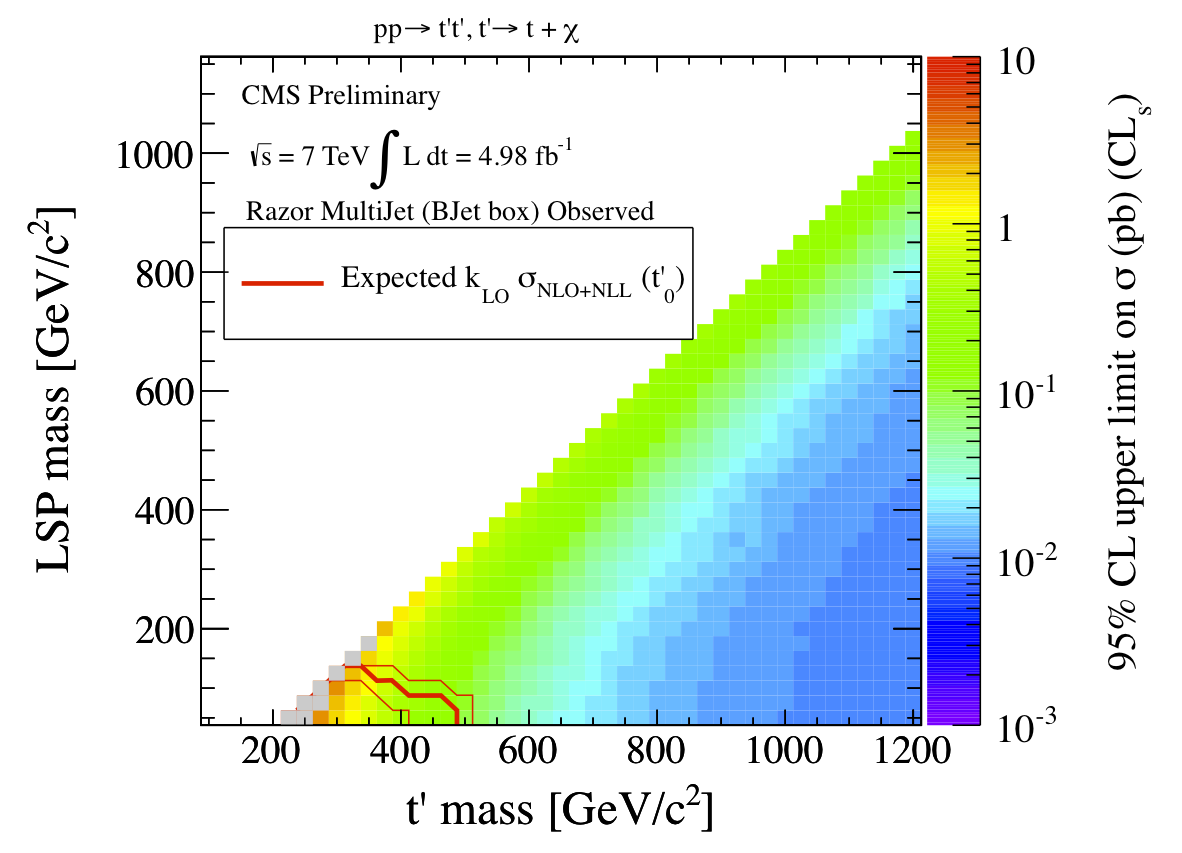 pp→ t't', t'→ t + χ
CMS Preliminary
√s = 7 TeV ∫ L dt = 4.98 fb⁻¹
Razor MultiJet (BJet box) Observed
Expected k_LO σ_NLO+NLL (t'₀)
LSP mass [GeV/c²]
1000
800
600
400
200
200 400 600 800 1000 1200
t' mass [GeV/c²]
10
1
10⁻¹
10⁻²
10⁻³
95% CL upper limit on σ (pb) (CL_s)